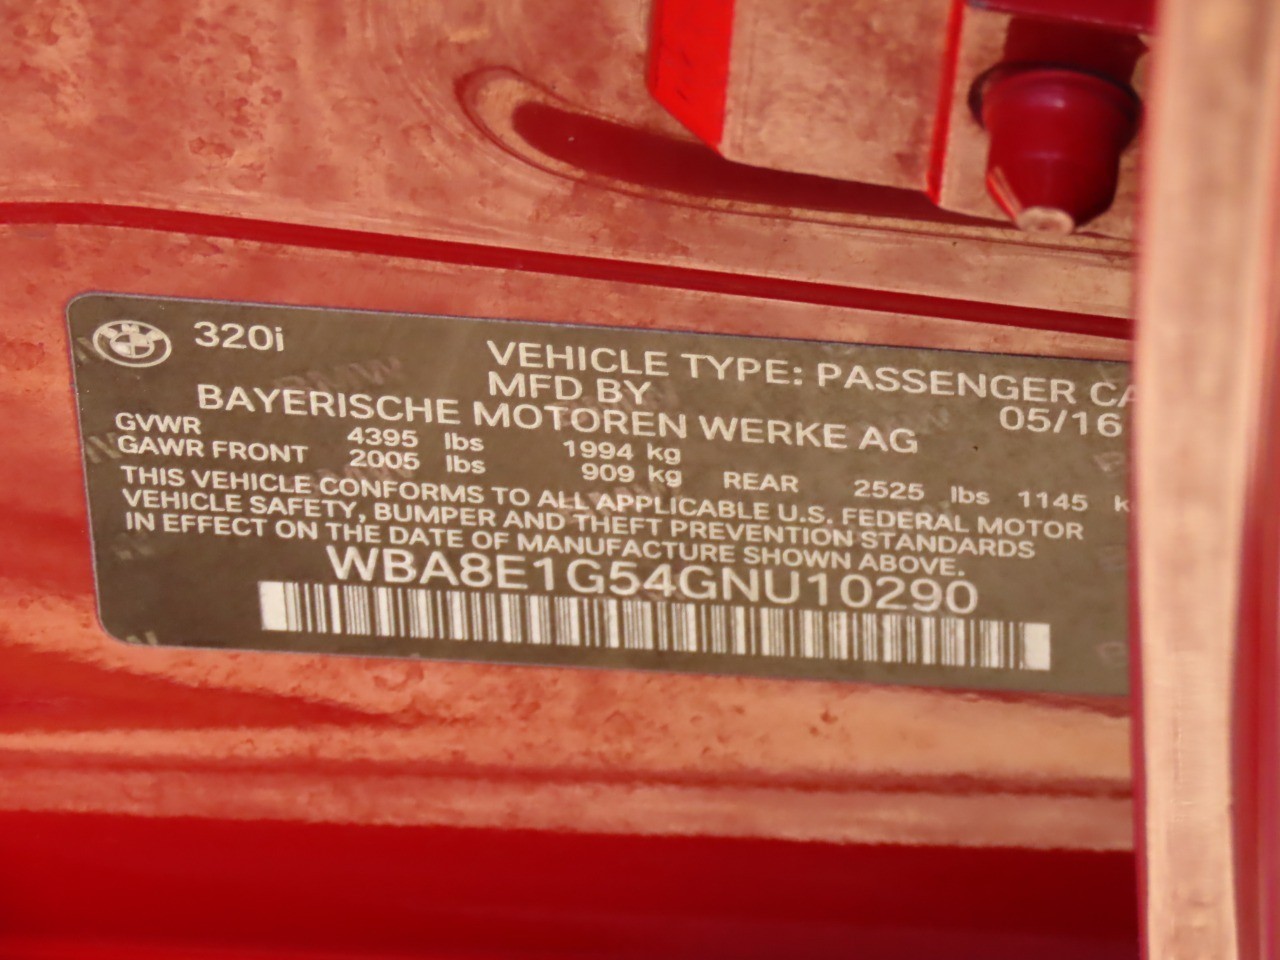 320i
VEHICLE TYPE: PASSENGER CA
MFD BY
05/16
BAYERISCHE MOTOREN WERKE AG
GVWR 4395 lbs 1994 kg
GAWR FRONT 2005 lbs 909 kg REAR 2525 lbs 1145 k
THIS VEHICLE CONFORMS TO ALL APPLICABLE U.S. FEDERAL MOTOR
VEHICLE SAFETY, BUMPER AND THEFT PREVENTION STANDARDS
IN EFFECT ON THE DATE OF MANUFACTURE SHOWN ABOVE.
WBA8E1G54GNU10290